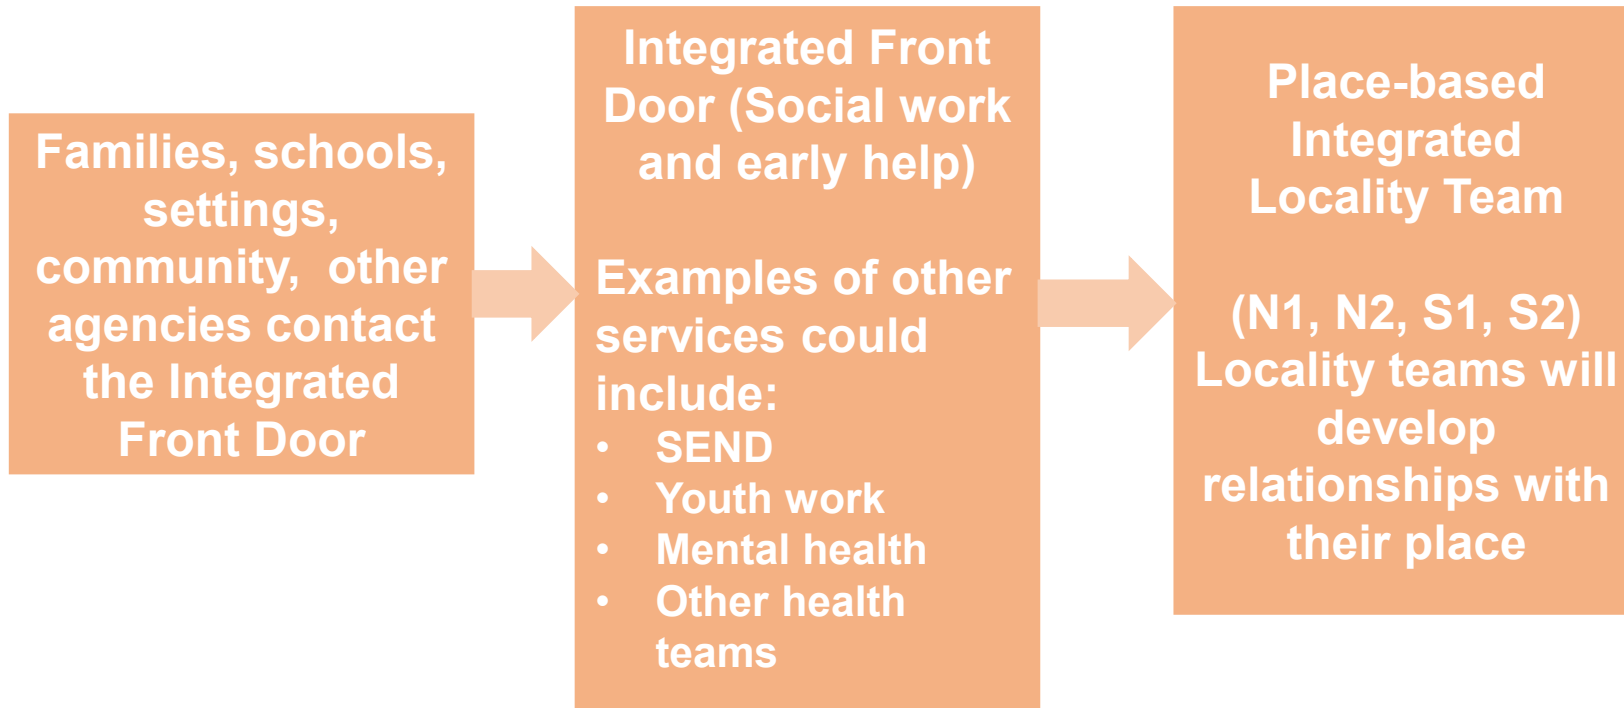 Families, schools,
settings,
community,  other
agencies contact
the Integrated
Front Door
Integrated Front
Door (Social work
and early help)
Examples of other
services could
include:
• SEND
• Youth work
• Mental health
• Other health
teams
Place-based
Integrated
Locality Team
(N1, N2, S1, S2)
Locality teams will
develop
relationships with
their place